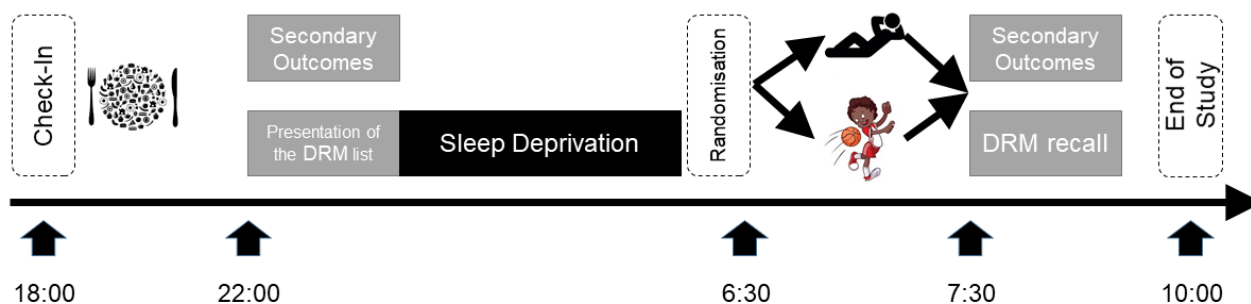 Check-In
Secondary
Outcomes
Presentation of
the DRM list
Sleep Deprivation
Randomisation
Secondary
Outcomes
DRM recall
End of
Study
18:00
22:00
6:30
7:30
10:00